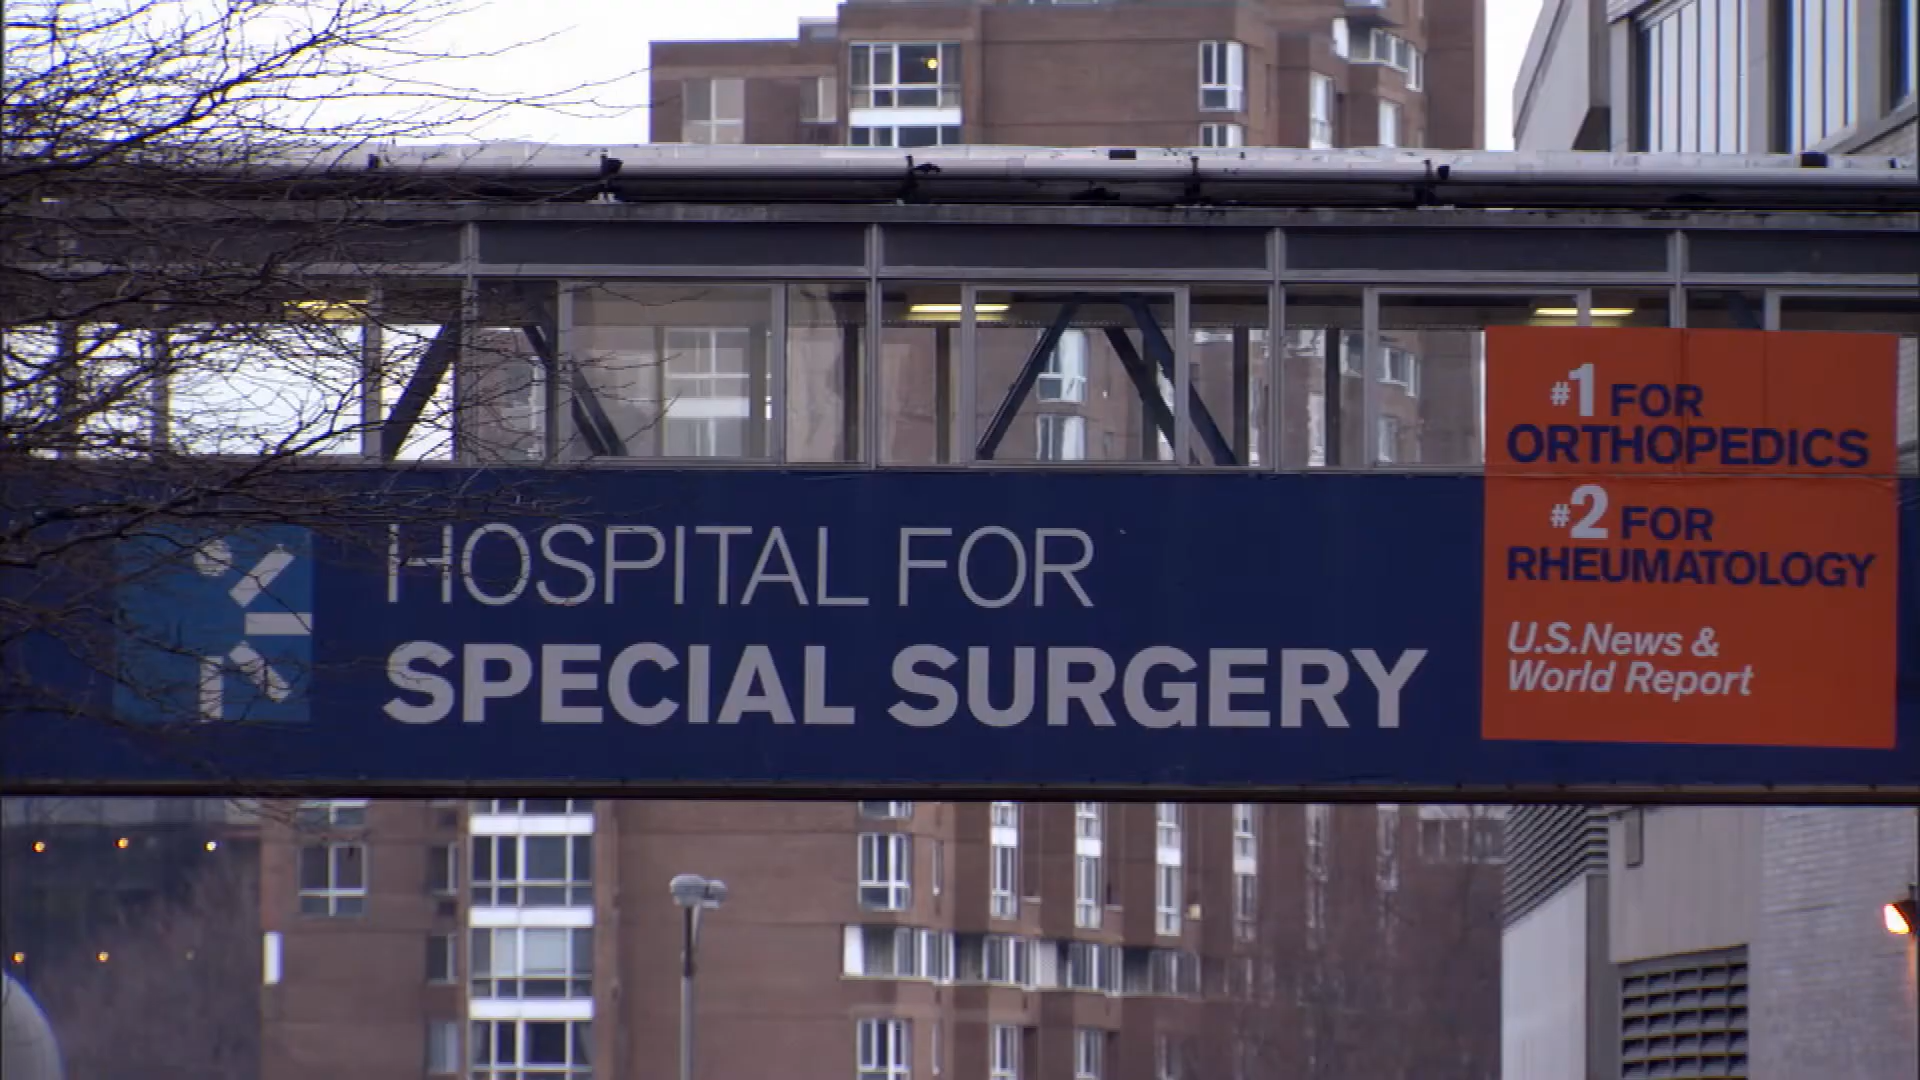 HOSPITAL FOR
SPECIAL SURGERY
#1 FOR
ORTHOPEDICS
#2 FOR
RHEUMATOLOGY
U.S.News &
World Report